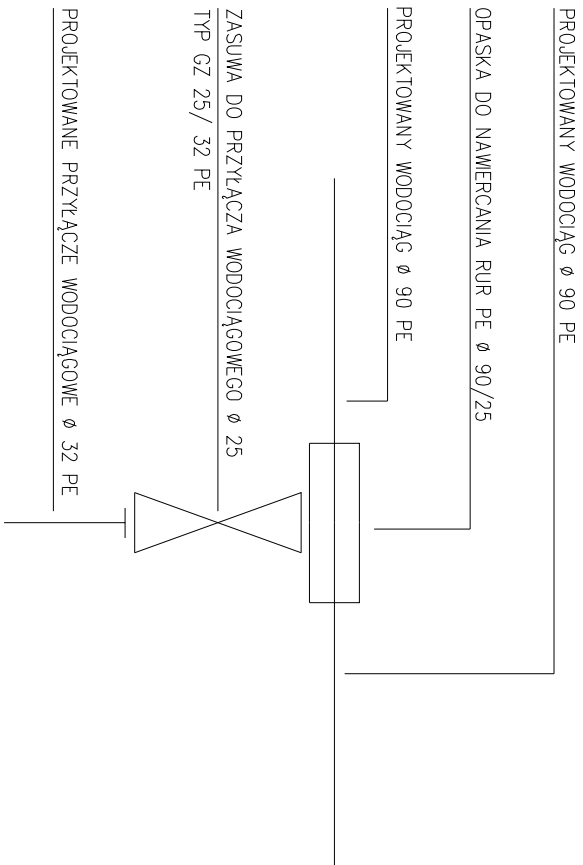 PROJEKTOWANY WODOCIĄG ø 90 PE
OPASKA DO NAWIERCANIA RUR PE ø 90/25
PROJEKTOWANY WODOCIĄG ø 90 PE
ZASUWA DO PRZYŁĄCZA WODOCIĄGOWEGO ø 25
TYP GZ 25/ 32 PE
PROJEKTOWANE PRZYŁĄCZE WODOCIĄGOWE ø 32 PE